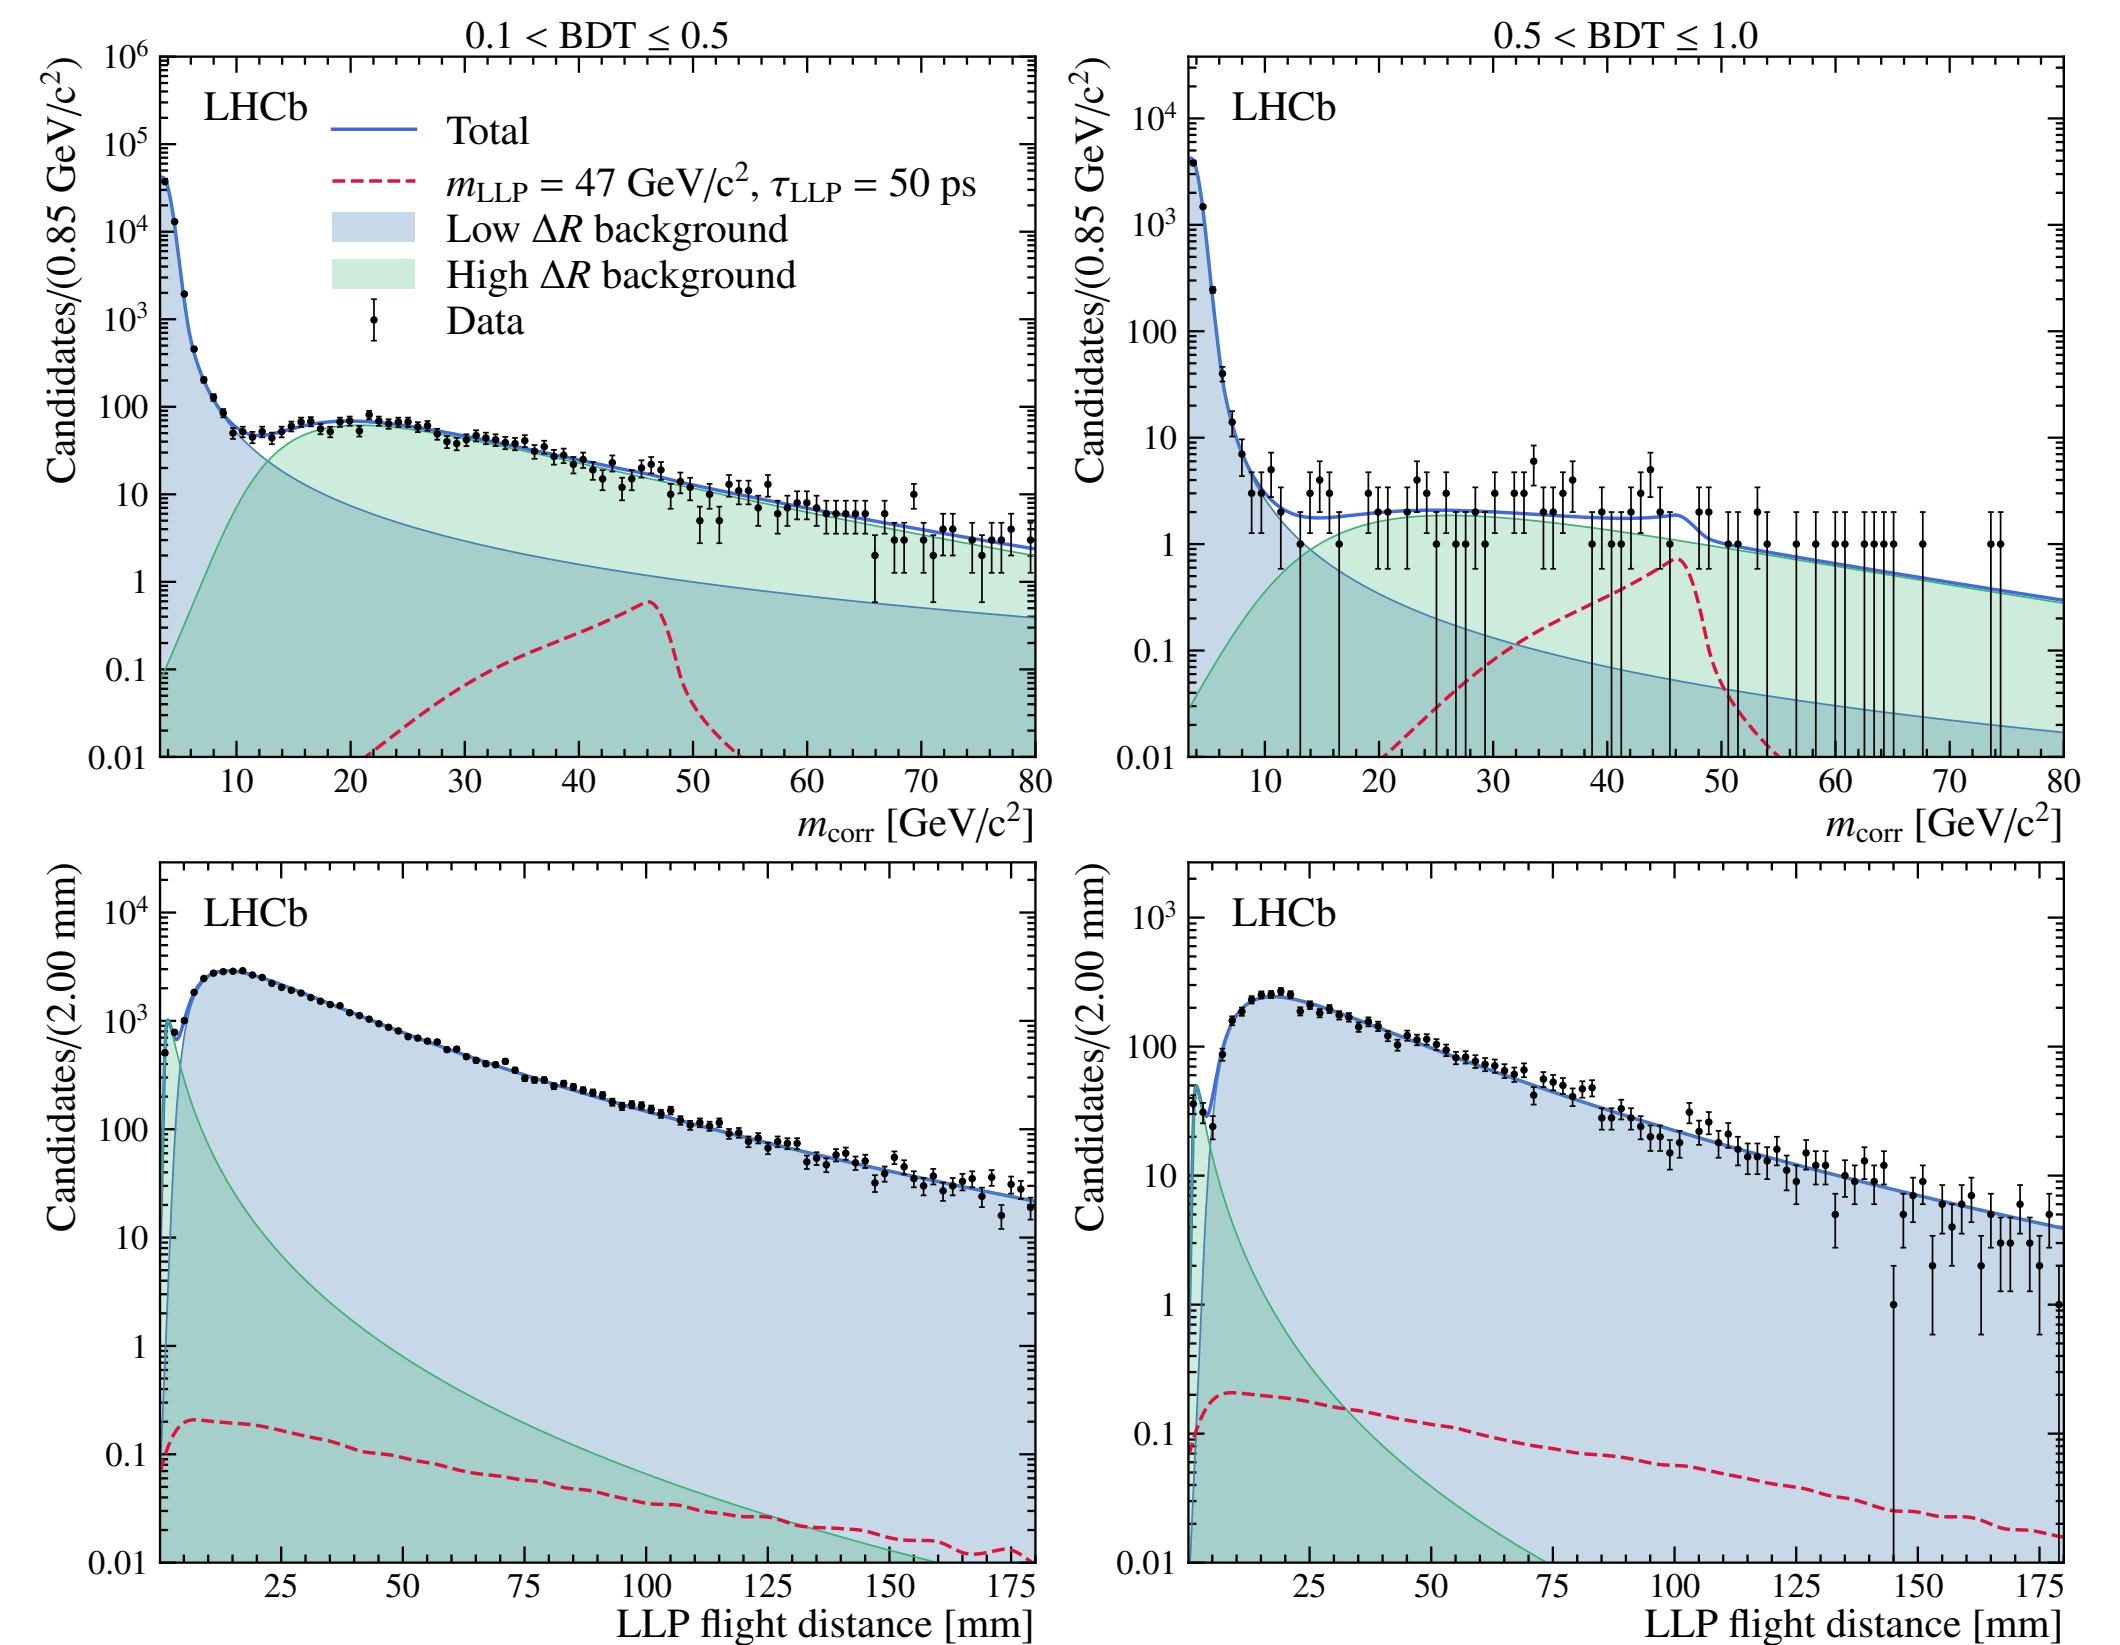 0.1 < BDT ≤ 0.5
0.5 < BDT ≤ 1.0
Candidates/(0.85 GeV/c²)
10⁶
10⁵
10⁴
10³
100
10
1
0.1
0.01
LHCb
Total
m_LLP = 47 GeV/c², τ_LLP = 50 ps
Low ΔR background
High ΔR background
Data
10 20 30 40 50 60 70 80
m_corr [GeV/c²]
Candidates/(0.85 GeV/c²)
10⁴
10³
100
10
1
0.1
0.01
LHCb
10 20 30 40 50 60 70 80
m_corr [GeV/c²]
Candidates/(2.00 mm)
10⁴
10³
100
10
1
0.1
0.01
LHCb
25 50 75 100 125 150 175
LLP flight distance [mm]
Candidates/(2.00 mm)
10³
100
10
1
0.1
0.01
LHCb
25 50 75 100 125 150 175
LLP flight distance [mm]